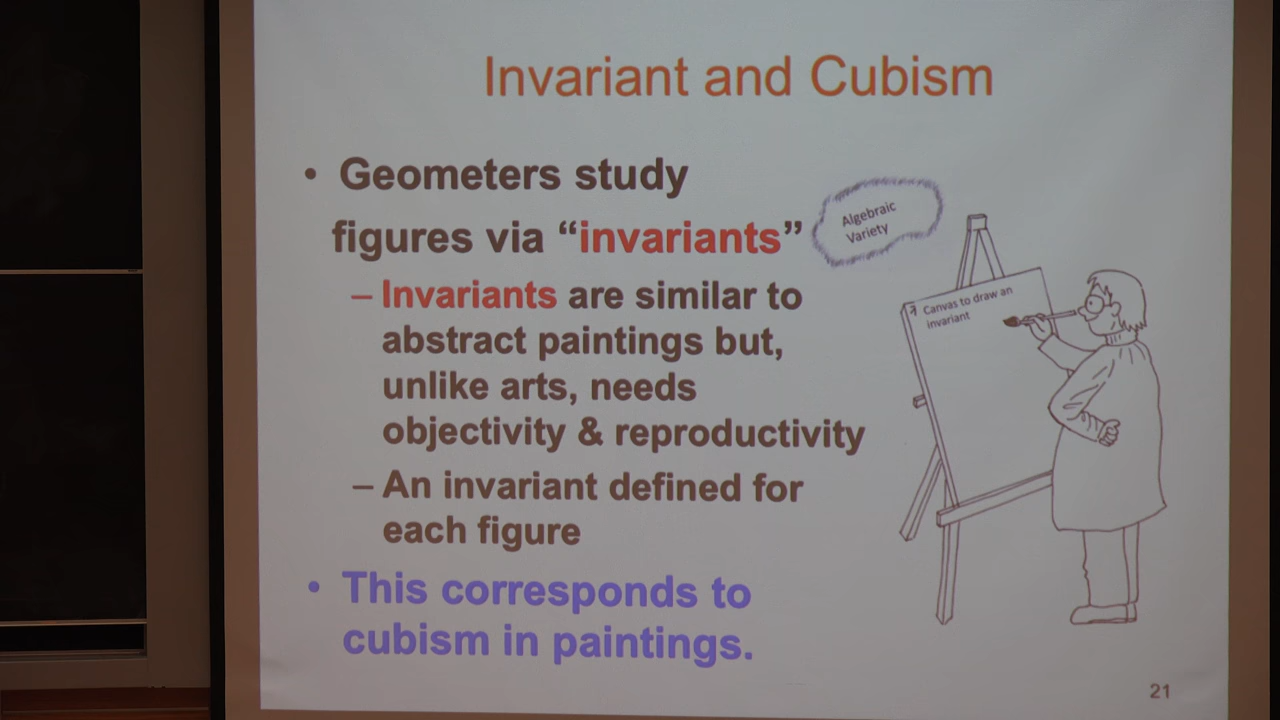 Invariant and Cubism
• Geometers study
figures via “invariants”
– Invariants are similar to
abstract paintings but,
unlike arts, needs
objectivity & reproductivity
– An invariant defined for
each figure
• This corresponds to
cubism in paintings.
Algebraic
Variety
Canvas to draw an
invariant
21